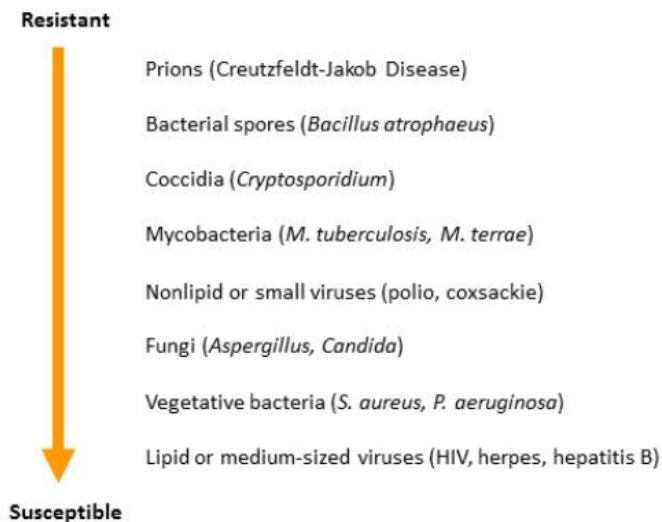 Resistant
Prions (Creutzfeldt-Jakob Disease)
Bacterial spores (Bacillus atrophaeus)
Coccidia (Cryptosporidium)
Mycobacteria (M. tuberculosis, M. terrae)
Nonlipid or small viruses (polio, coxsackie)
Fungi (Aspergillus, Candida)
Vegetative bacteria (S. aureus, P. aeruginosa)
Lipid or medium-sized viruses (HIV, herpes, hepatitis B)
Susceptible